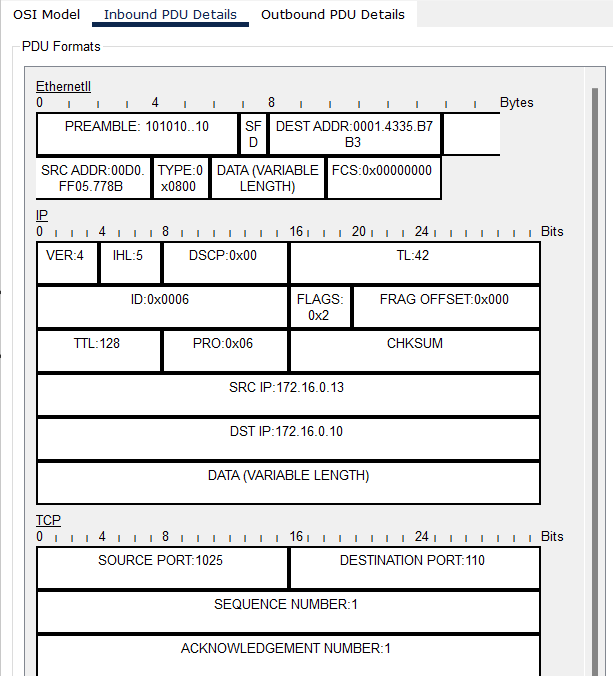 OSI Model Inbound PDU Details Outbound PDU Details
PDU Formats
EthernetII
0 4 8 Bytes
PREAMBLE: 101010..10 SF DEST ADDR:0001.4335.B7
D B3
SRC ADDR:00D0. TYPE:0 DATA (VARIABLE FCS:0x00000000
FF05.778B x0800 LENGTH)
IP
0 4 8 16 20 24 Bits
VER:4 IHL:5 DSCP:0x00 TL:42
ID:0x0006 FLAGS: FRAG OFFSET:0x000
0x2
TTL:128 PRO:0x06 CHKSUM
SRC IP:172.16.0.13
DST IP:172.16.0.10
DATA (VARIABLE LENGTH)
TCP
0 4 8 16 24 Bits
SOURCE PORT:1025 DESTINATION PORT:110
SEQUENCE NUMBER:1
ACKNOWLEDGEMENT NUMBER:1